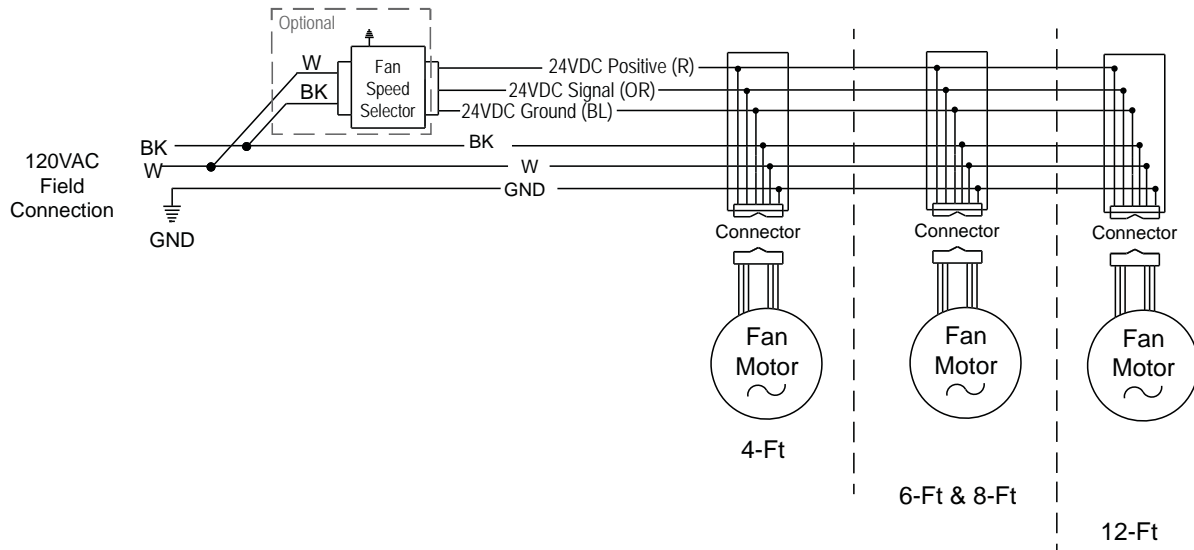 Optional
W
BK
Fan
Speed
Selector
24VDC Positive (R)
24VDC Signal (OR)
24VDC Ground (BL)
120VAC
Field
Connection
BK
W
BK
W
GND
GND
Connector
Connector
Connector
Fan
Motor
Fan
Motor
Fan
Motor
4-Ft
6-Ft & 8-Ft
12-Ft